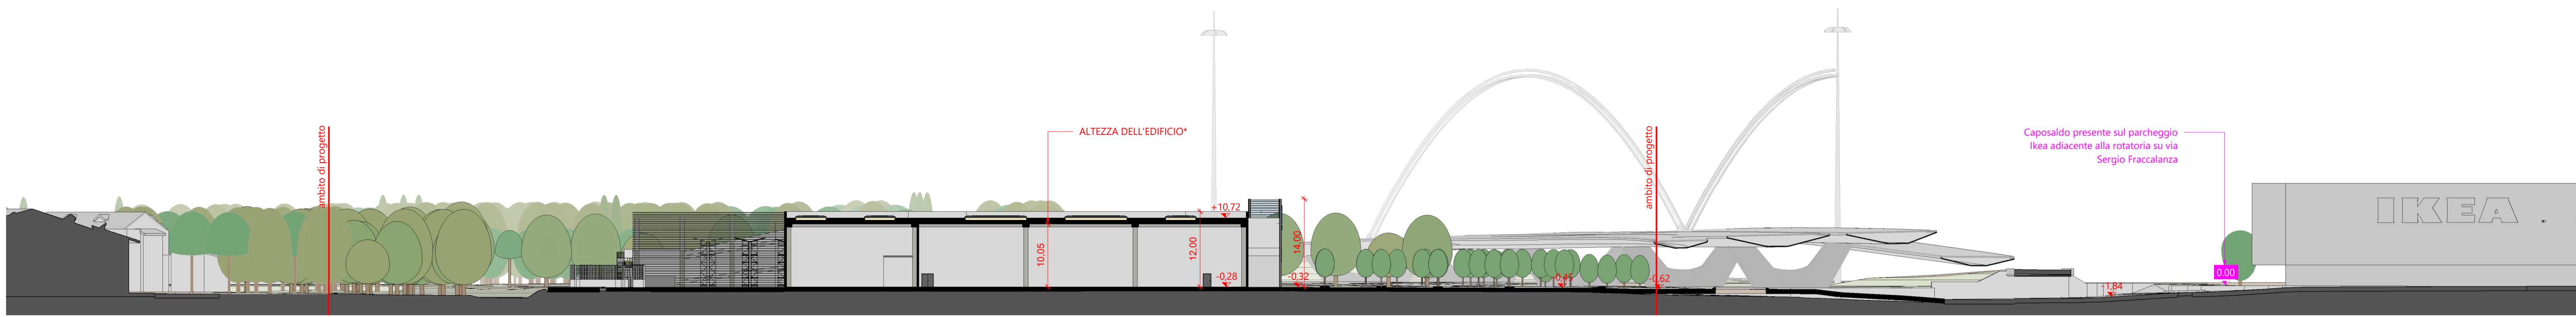 ambito di progetto
ALTEZZA DELL'EDIFICIO*
10,05
12,00
+10,72
-0,28
14,00
-0,32
-0,45
ambito di progetto
-0,62
Caposaldo presente sul parcheggio
Ikea adiacente alla rotatoria su via
Sergio Fraccalanza
0.00
-1,84
IKEA